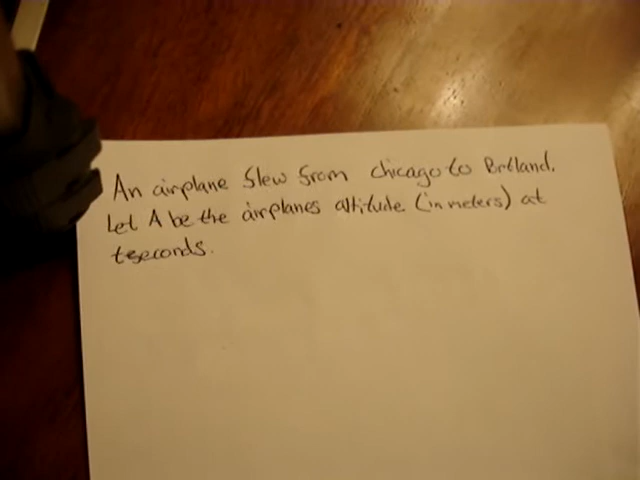 An airplane flew from chicago to Portland.
Let A be the airplanes altitude (in meters) at
t seconds.